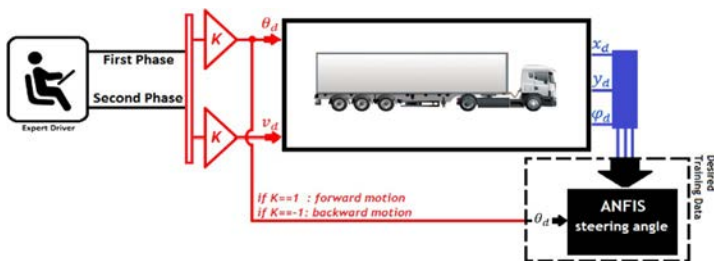 First Phase
Second Phase
Expert Driver
K
K
θd
vd
xd
yd
φd
if K==1 : forward motion
if K==-1: backward motion
θd
ANFIS
steering angle
Desired
Training Data